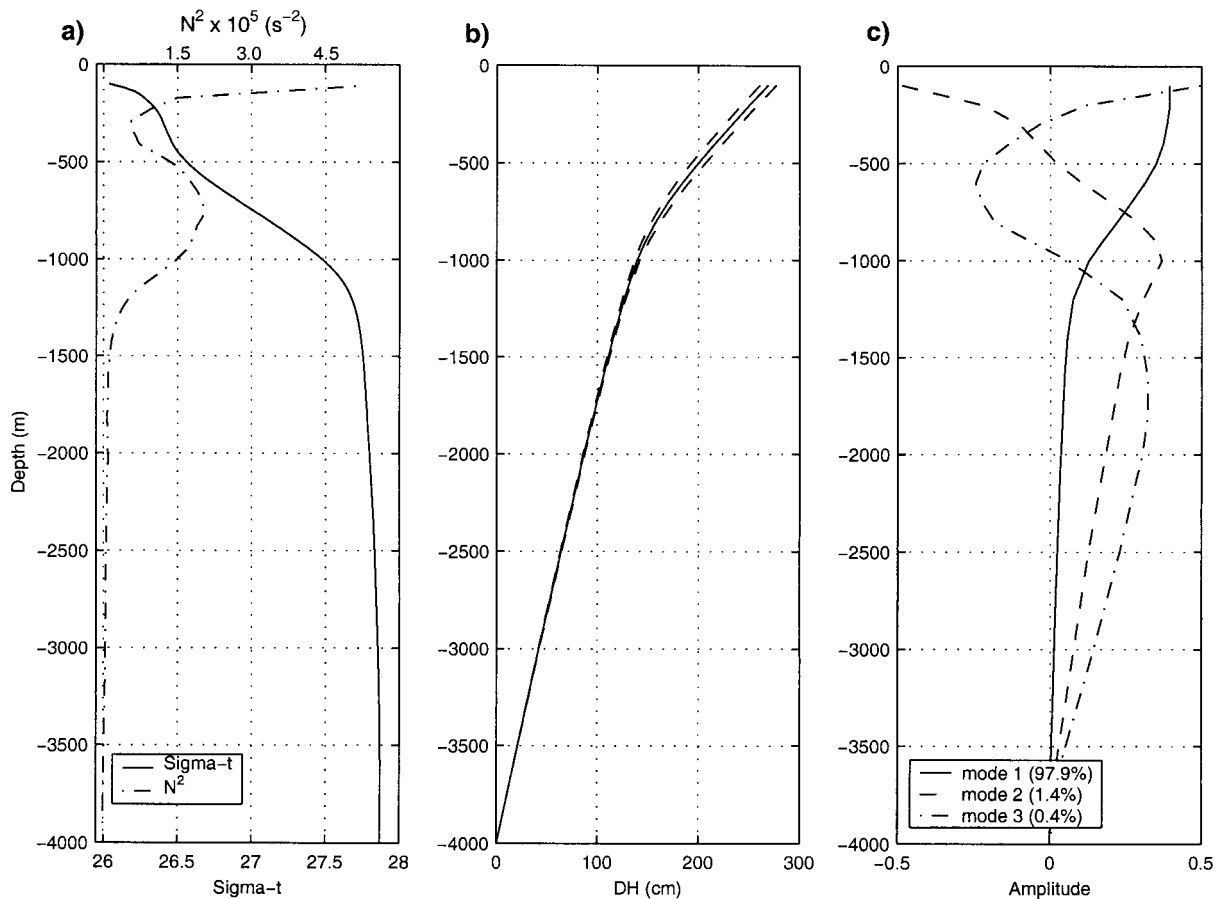 a)
N² x 10⁵ (s⁻²)
1.5 3.0 4.5
0
−500
−1000
−1500
−2000
−2500
−3000
−3500
−4000
Depth (m)
Sigma−t
N²
26 26.5 27 27.5 28
Sigma−t
b)
0
−500
−1000
−1500
−2000
−2500
−3000
−3500
−4000
0 100 200 300
DH (cm)
c)
0
−500
−1000
−1500
−2000
−2500
−3000
−3500
−4000
mode 1 (97.9%)
mode 2 (1.4%)
mode 3 (0.4%)
−0.5 0 0.5
Amplitude